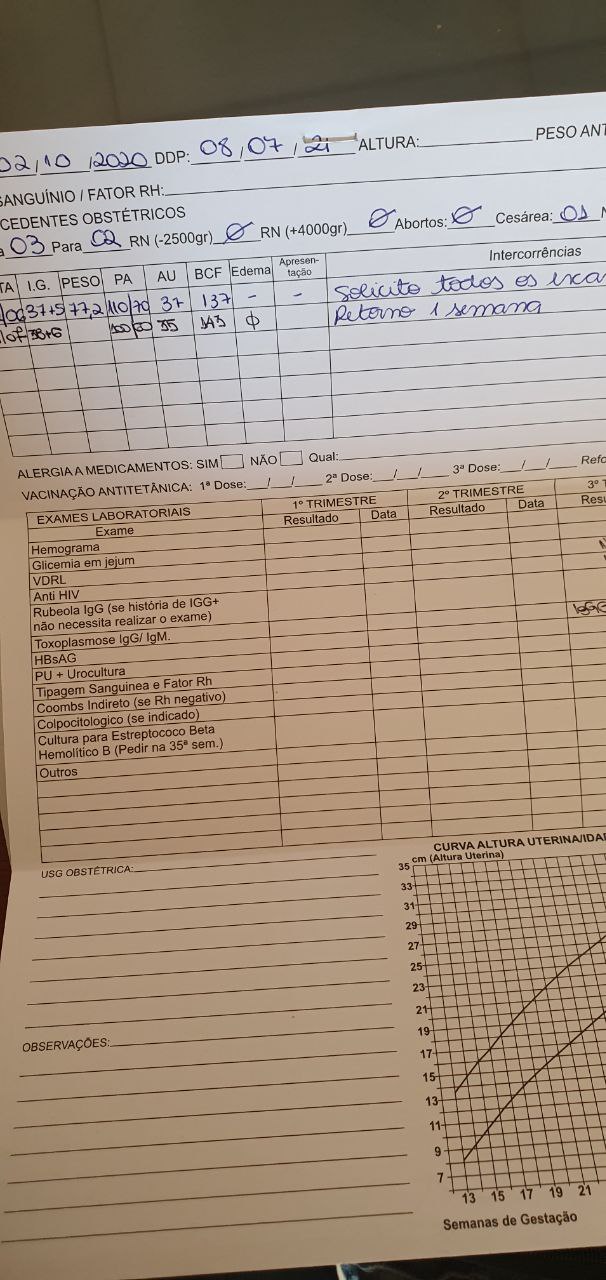 02/10/2020 DDP: 08/07/21 ALTURA: PESO ANT
SANGUÍNIO / FATOR RH:
CEDENTES OBSTÉTRICOS
a 03 Para 02 RN (-2500gr) Ø RN (+4000gr) Ø Abortos: Ø Cesárea: 01 N
TA I.G. PESO PA AU BCF Edema Apresen-tação Intercorrências
37+5 77,2 110/70 37 137 - - Solicito todos os
38+6 35 143 ϕ Retorno 1 semana
ALERGIA A MEDICAMENTOS: SIM NÃO Qual:
VACINAÇÃO ANTITETÂNICA: 1ª Dose: / / 2ª Dose: / / 3ª Dose: / / Refo
EXAMES LABORATORIAIS 1º TRIMESTRE 2º TRIMESTRE 3º T
Exame Resultado Data Resultado Data Resu
Hemograma
Glicemia em jejum
VDRL
Anti HIV
Rubeola IgG (se história de IGG+
não necessita realizar o exame)
Toxoplasmose IgG/ IgM.
HBsAG
PU + Urocultura
Tipagem Sanguinea e Fator Rh
Coombs Indireto (se Rh negativo)
Colpocitologico (se indicado)
Cultura para Estreptococo Beta
Hemolítico B (Pedir na 35ª sem.)
Outros
USG OBSTÉTRICA:
OBSERVAÇÕES:
CURVA ALTURA UTERINA/IDA
cm (Altura Uterina)
35
33
31
29
27
25
23
21
19
17
15
13
11
9
7
13 15 17 19 21
Semanas de Gestação